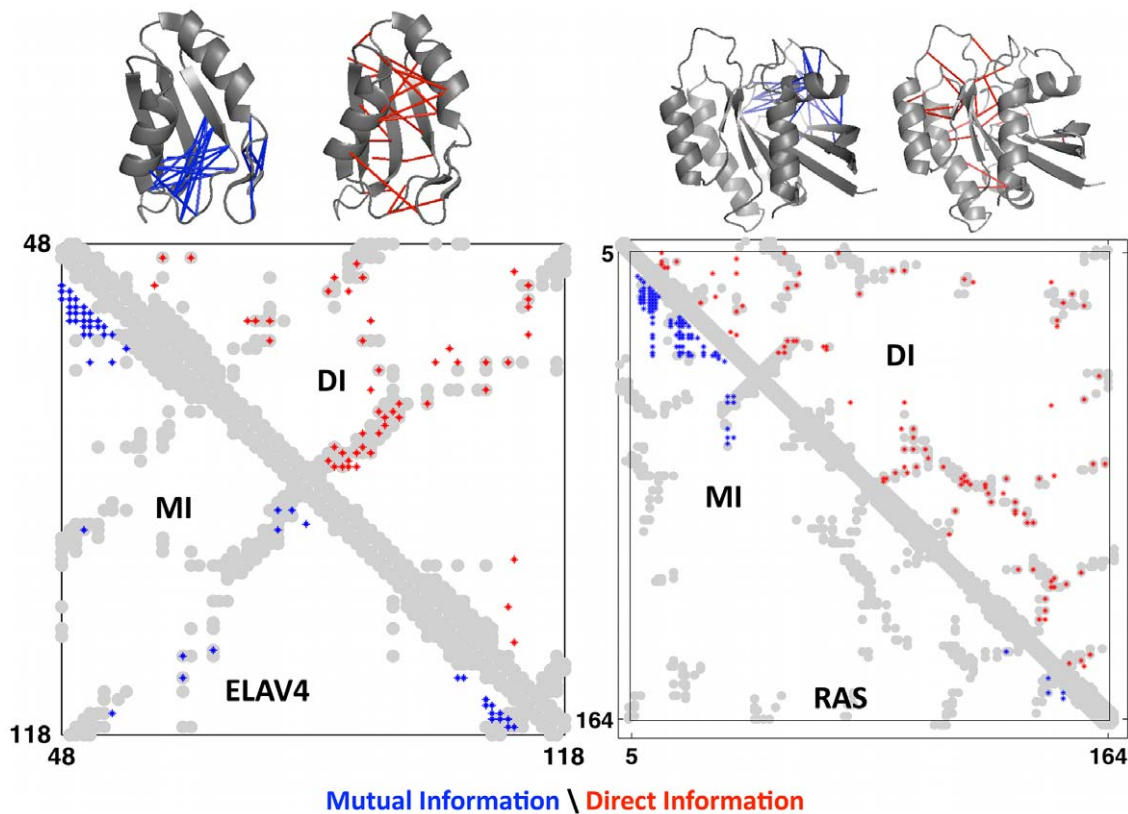 48
5
DI
DI
MI
MI
ELAV4
RAS
118
164
48
118
5
164
Mutual Information \ Direct Information